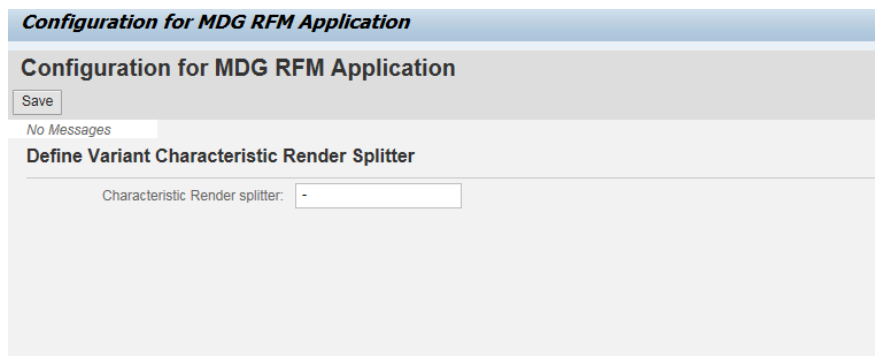 Configuration for MDG RFM Application
Configuration for MDG RFM Application
Save
No Messages
Define Variant Characteristic Render Splitter
Characteristic Render splitter: -